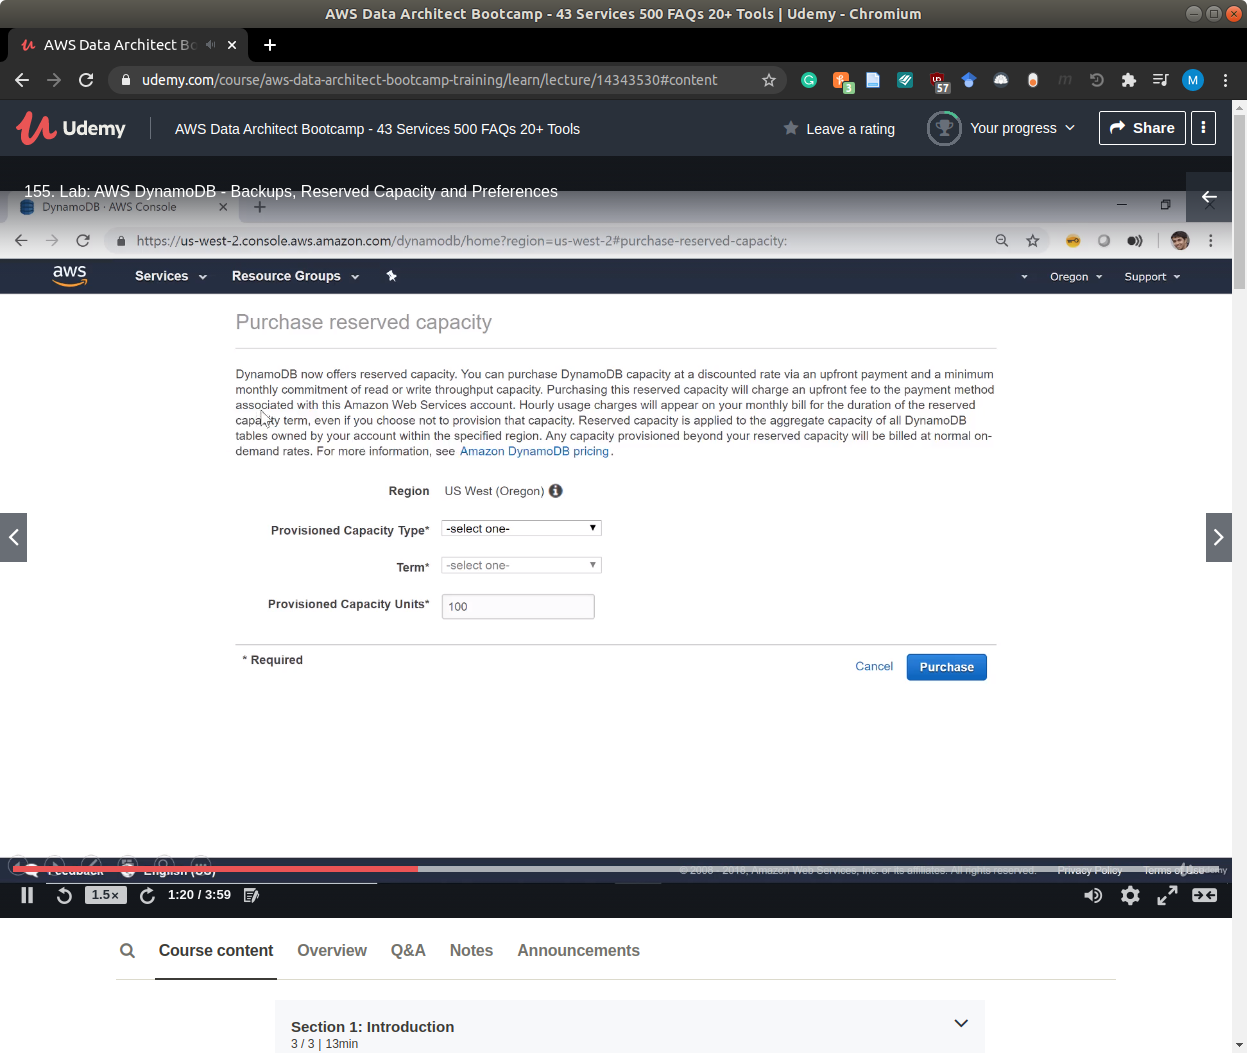 AWS Data Architect Bootcamp - 43 Services 500 FAQs 20+ Tools | Udemy - Chromium
AWS Data Architect Bo
udemy.com/course/aws-data-architect-bootcamp-training/learn/lecture/14343530#content
3
57
M
Udemy
AWS Data Architect Bootcamp - 43 Services 500 FAQs 20+ Tools
Leave a rating
Your progress
Share
155. Lab: AWS DynamoDB - Backups, Reserved Capacity and Preferences
DynamoDB · AWS Console
https://us-west-2.console.aws.amazon.com/dynamodb/home?region=us-west-2#purchase-reserved-capacity:
aws
Services
Resource Groups
Oregon
Support
Purchase reserved capacity
DynamoDB now offers reserved capacity. You can purchase DynamoDB capacity at a discounted rate via an upfront payment and a minimum
monthly commitment of read or write throughput capacity. Purchasing this reserved capacity will charge an upfront fee to the payment method
associated with this Amazon Web Services account. Hourly usage charges will appear on your monthly bill for the duration of the reserved
capacity term, even if you choose not to provision that capacity. Reserved capacity is applied to the aggregate capacity of all DynamoDB
tables owned by your account within the specified region. Any capacity provisioned beyond your reserved capacity will be billed at normal on-
demand rates. For more information, see Amazon DynamoDB pricing.
Region US West (Oregon)
Provisioned Capacity Type* -select one-
Term* -select one-
Provisioned Capacity Units* 100
* Required
Cancel
Purchase
Feedback
English (US)
Privacy Policy
Terms of Use
1.5×
1:20 / 3:59
Course content
Overview
Q&A
Notes
Announcements
Section 1: Introduction
3 / 3 | 13min